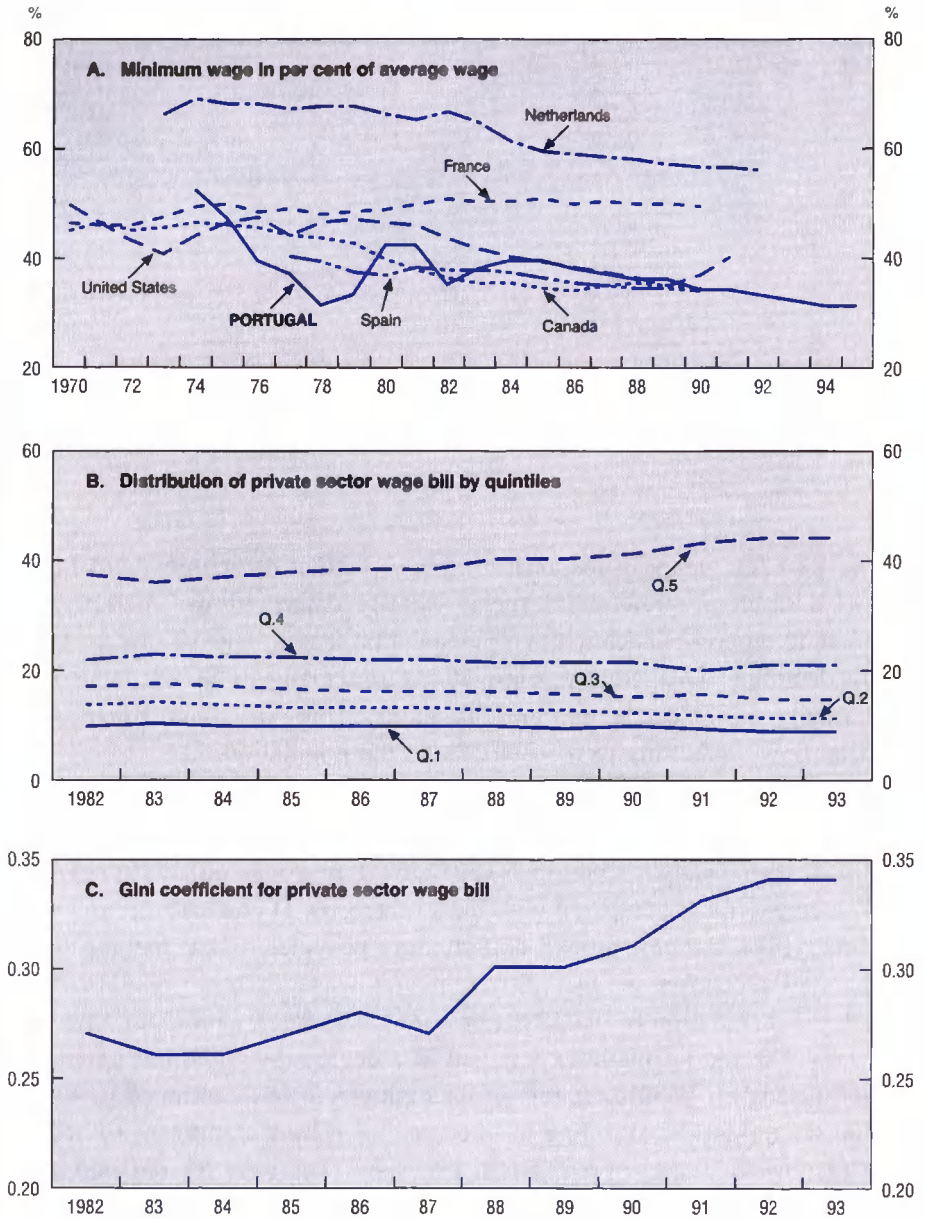 % %
80 80
A. Minimum wage in per cent of average wage
Netherlands
60 60
France
40 40
United States
PORTUGAL Spain Canada
20 20
1970 72 74 76 78 80 82 84 86 88 90 92 94
60 60
B. Distribution of private sector wage bill by quintiles
40 40
Q.5
Q.4
20 20
Q.3 Q.2
Q.1
0 0
1982 83 84 85 86 87 88 89 90 91 92 93
0.35 0.35
C. Gini coefficient for private sector wage bill
0.30 0.30
0.25 0.25
0.20 0.20
1982 83 84 85 86 87 88 89 90 91 92 93